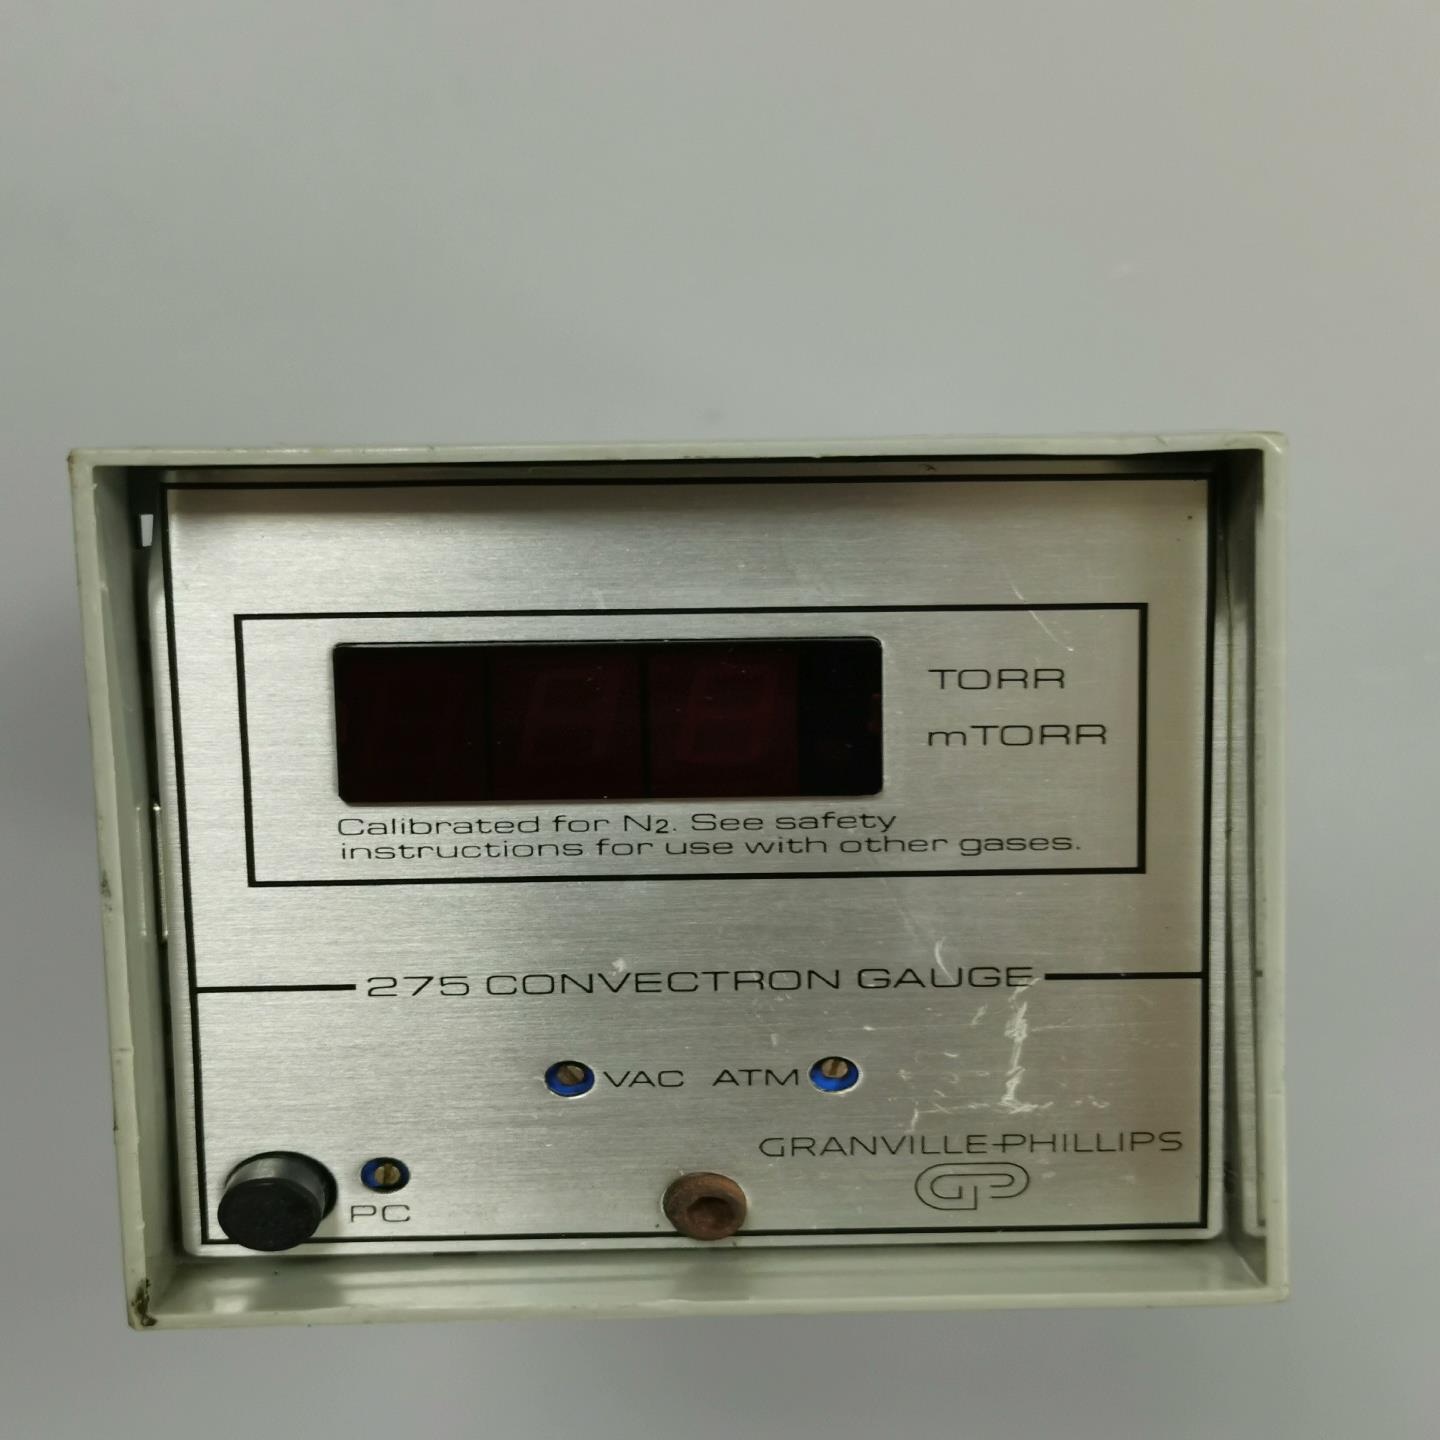 TORR
mTORR
Calibrated for N2. See safety
instructions for use with other gases.
275 CONVECTRON GAUGE
VAC ATM
GRANVILLE-PHILLIPS
GP
PC